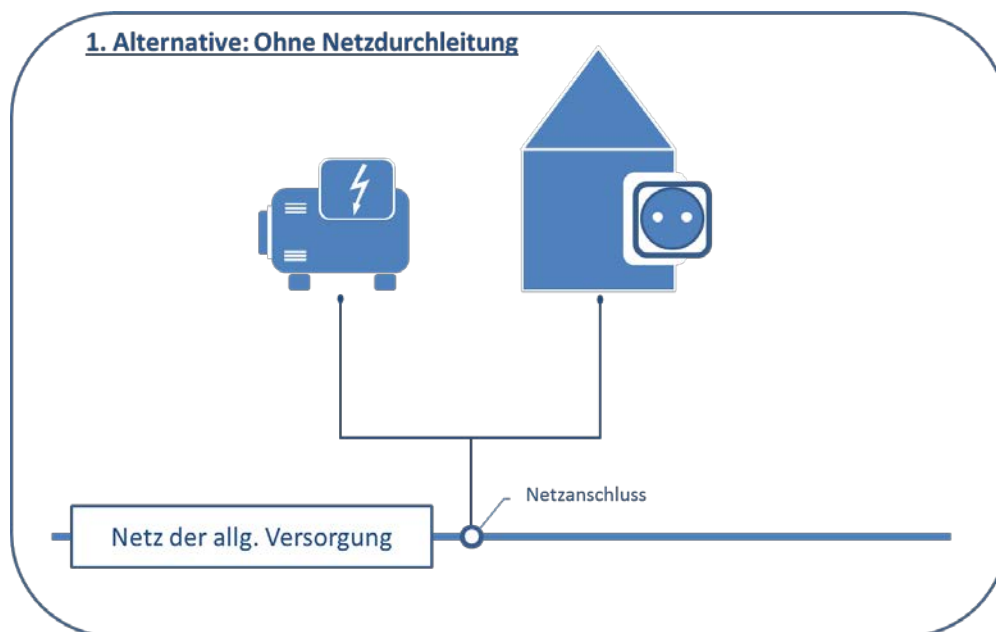 1. Alternative: Ohne Netzdurchleitung
Netzanschluss
Netz der allg. Versorgung